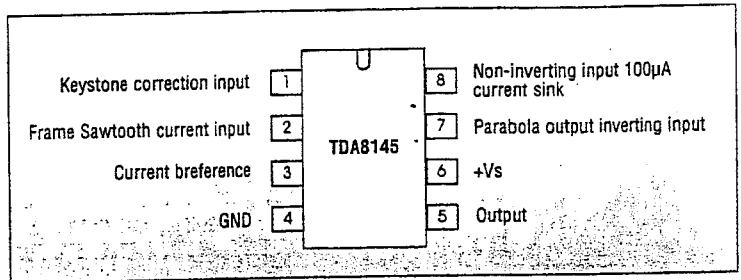 Keystone correction input
1
Frame Sawtooth current input
2
Current breference
3
GND
4
TDA8145
8
Non-inverting input 100µA
current sink
7
Parabola output inverting input
6
+Vs
5
Output